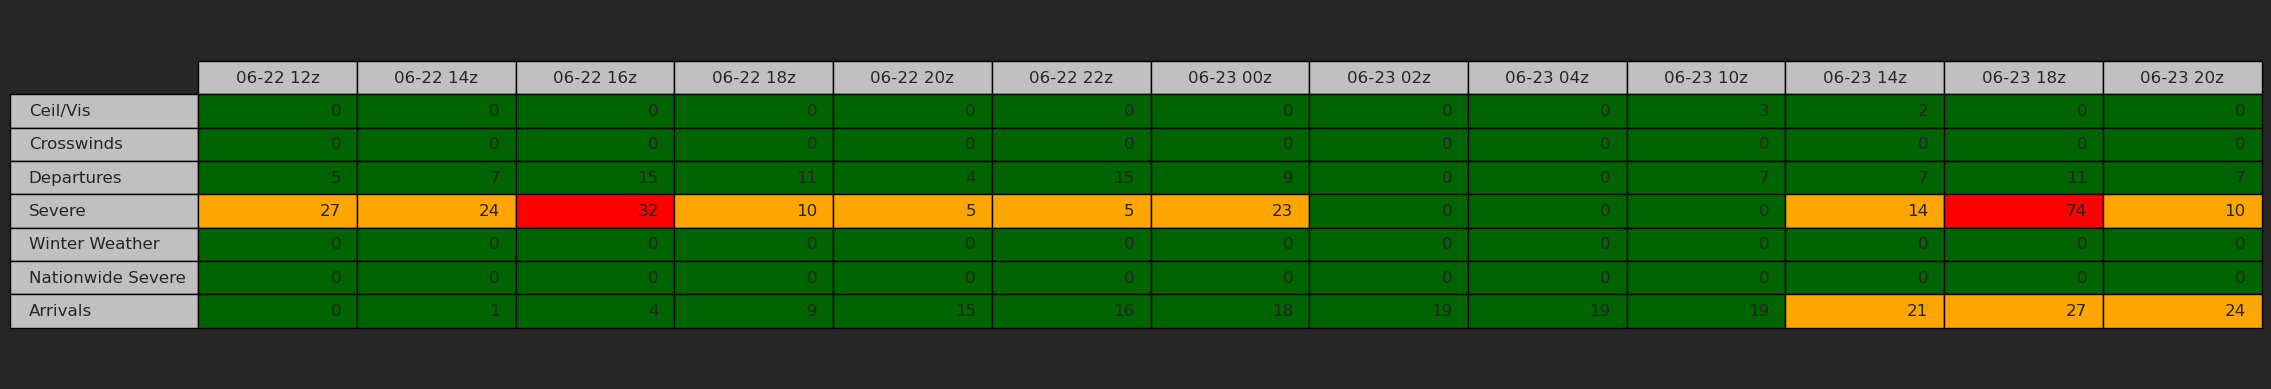 06-22 12z 06-22 14z 06-22 16z 06-22 18z 06-22 20z 06-22 22z 06-23 00z 06-23 02z 06-23 04z 06-23 10z 06-23 14z 06-23 18z 06-23 20z
Ceil/Vis 0 0 0 0 0 0 0 0 0 3 2 0 0
Crosswinds 0 0 0 0 0 0 0 0 0 0 0 0 0
Departures 5 7 15 11 4 15 9 0 0 7 7 11 7
Severe 27 24 32 10 5 5 23 0 0 0 14 74 10
Winter Weather 0 0 0 0 0 0 0 0 0 0 0 0 0
Nationwide Severe 0 0 0 0 0 0 0 0 0 0 0 0 0
Arrivals 0 1 4 9 15 16 18 19 19 19 21 27 24